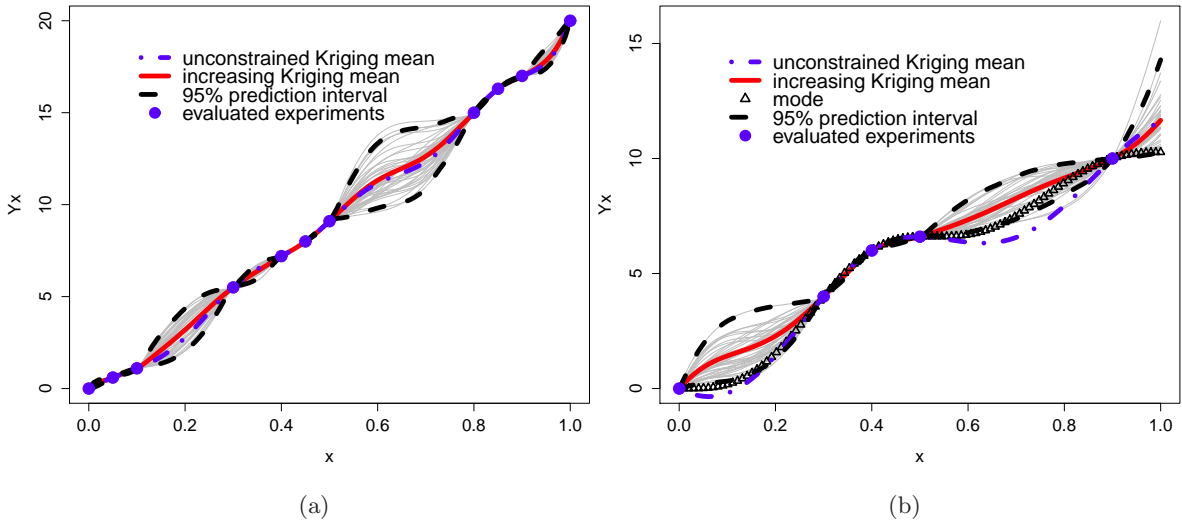 20
15
10
5
0
Yx
unconstrained Kriging mean
increasing Kriging mean
95% prediction interval
evaluated experiments
0.0 0.2 0.4 0.6 0.8 1.0
x
(a)
15
10
5
0
Yx
unconstrained Kriging mean
increasing Kriging mean
mode
95% prediction interval
evaluated experiments
0.0 0.2 0.4 0.6 0.8 1.0
x
(b)